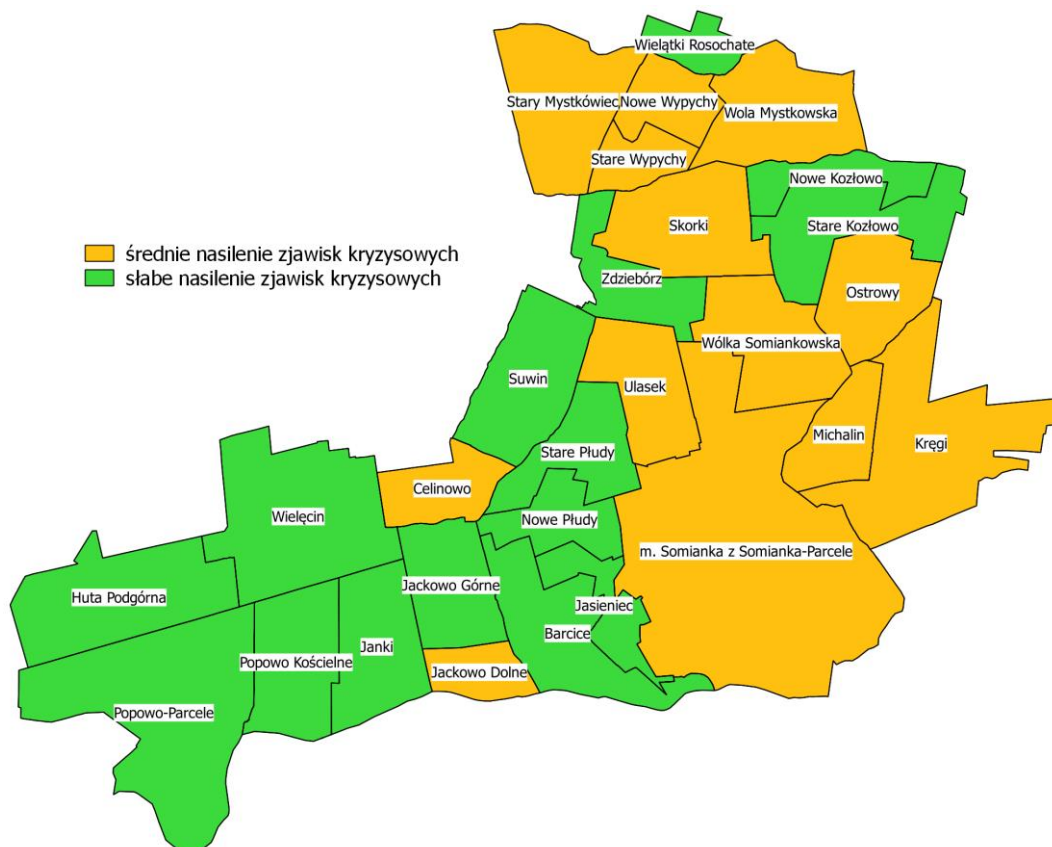 Wielątki Rosochate
Stary Mystkówiec
Nowe Wypychy
Wola Mystkowska
Stare Wypychy
Nowe Kozłowo
Skorki
Stare Kozłowo
średnie nasilenie zjawisk kryzysowych
słabe nasilenie zjawisk kryzysowych
Zdziebórz
Ostrowy
Wólka Somiankowska
Suwin
Ulasek
Michalin
Kręgi
Stare Płudy
Celinowo
Wielęcin
Nowe Płudy
m. Somianka z Somianka-Parcele
Jackowo Górne
Huta Podgórna
Jasieniec
Barcice
Janki
Popowo Kościelne
Jackowo Dolne
Popowo-Parcele